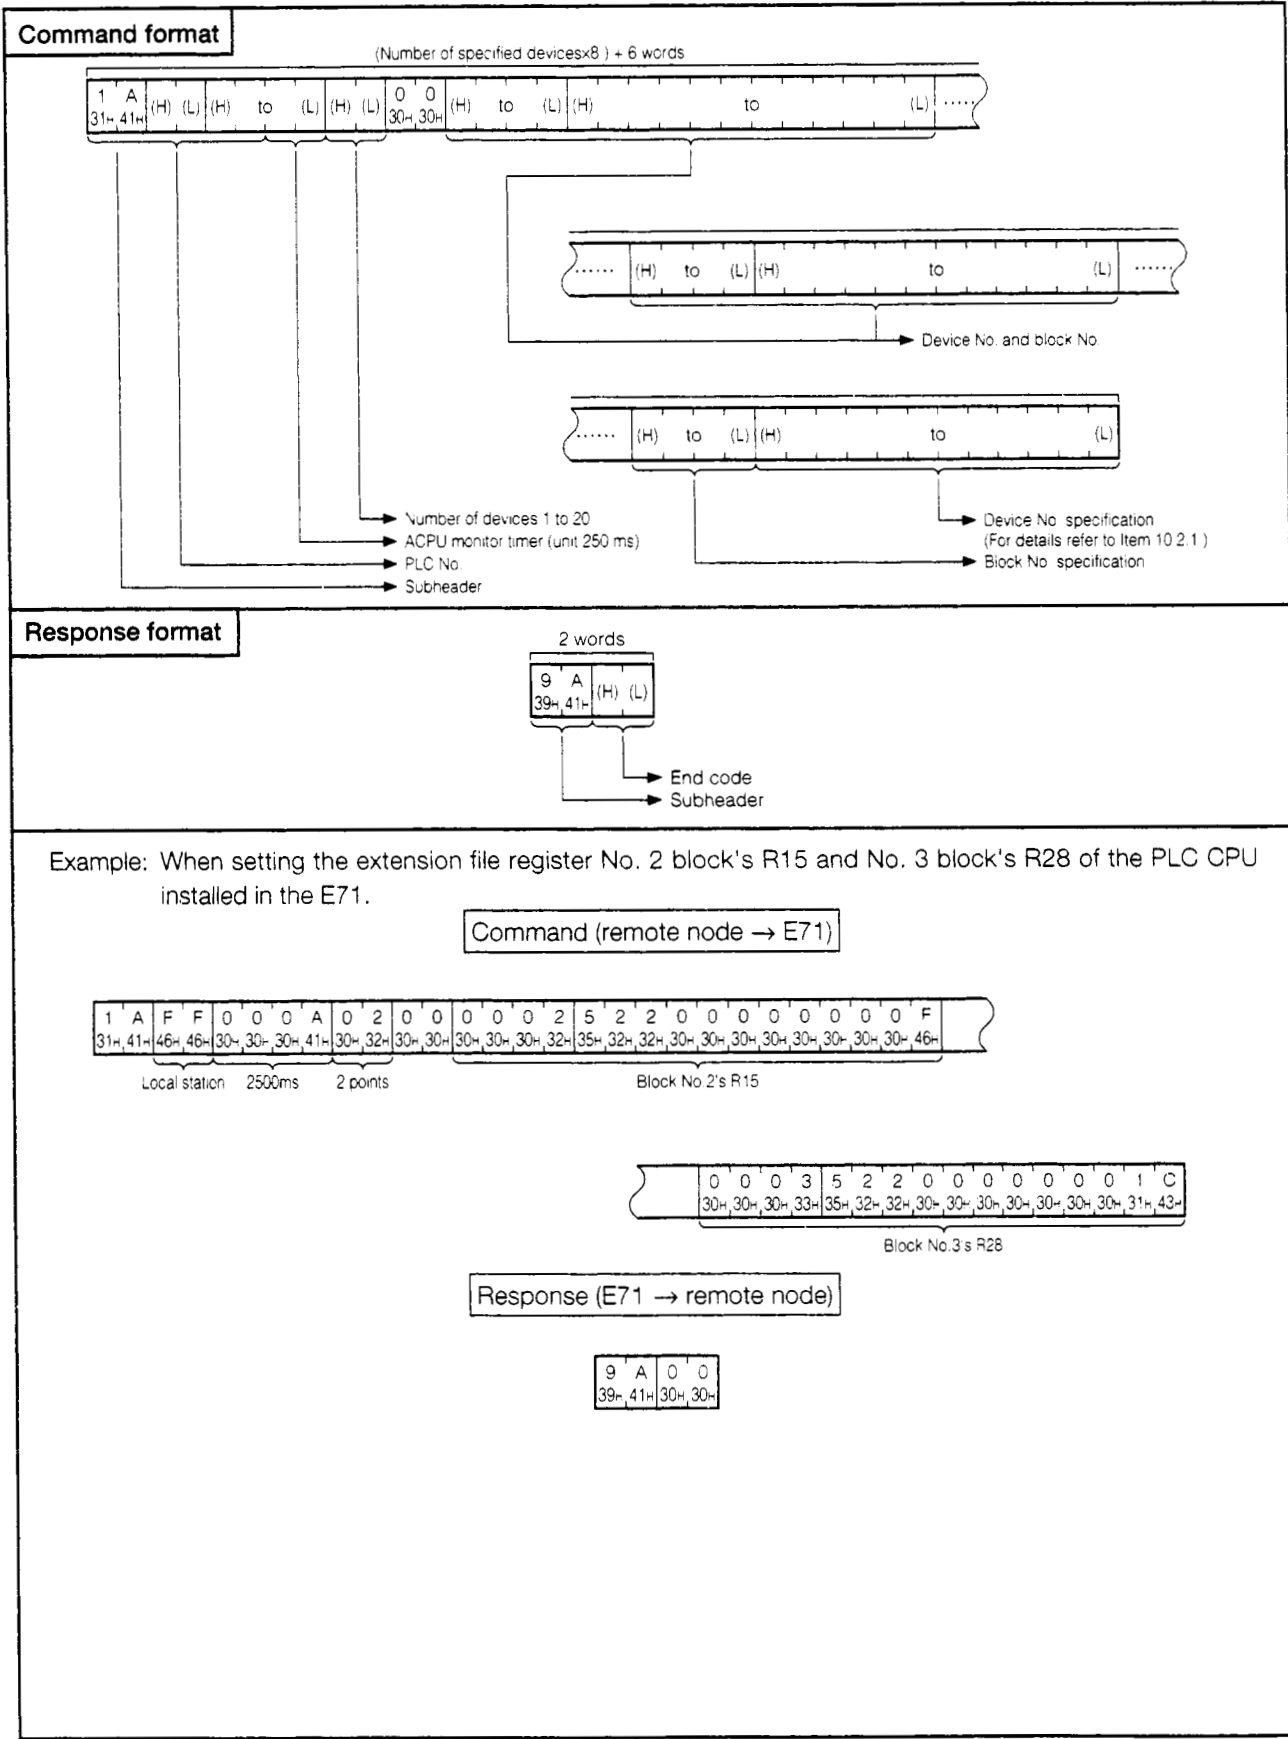 Command format
(Number of specified devices×8 ) + 6 words
1 A (H) (L) (H) to (L) (H) (L) 0 0 (H) to (L) (H) to (L) ·····
31H 41H 30H 30H
······ (H) to (L) (H) to (L) ······
Device No. and block No.
······ (H) to (L) (H) to (L)
Number of devices 1 to 20
Device No specification
ACPU monitor timer (unit 250 ms)
(For details refer to Item 10 2.1 )
PLC No.
Block No specification
Subheader
Response format
2 words
9 A (H) (L)
39H 41H
End code
Subheader
Example: When setting the extension file register No. 2 block's R15 and No. 3 block's R28 of the PLC CPU
installed in the E71.
Command (remote node → E71)
1 A F F 0 0 0 A 0 2 0 0 0 0 0 2 5 2 2 0 0 0 0 0 0 0 0 F
31H 41H 46H 46H 30H 30H 30H 41H 30H 32H 30H 30H 30H 30H 30H 32H 35H 32H 32H 30H 30H 30H 30H 30H 30H 30H 30H 46H
Local station 2500ms 2 points Block No.2's R15
0 0 0 3 5 2 2 0 0 0 0 0 0 0 1 C
30H 30H 30H 33H 35H 32H 32H 30H 30H 30H 30H 30H 30H 30H 31H 43H
Block No.3's R28
Response (E71 → remote node)
9 A 0 0
39H 41H 30H 30H